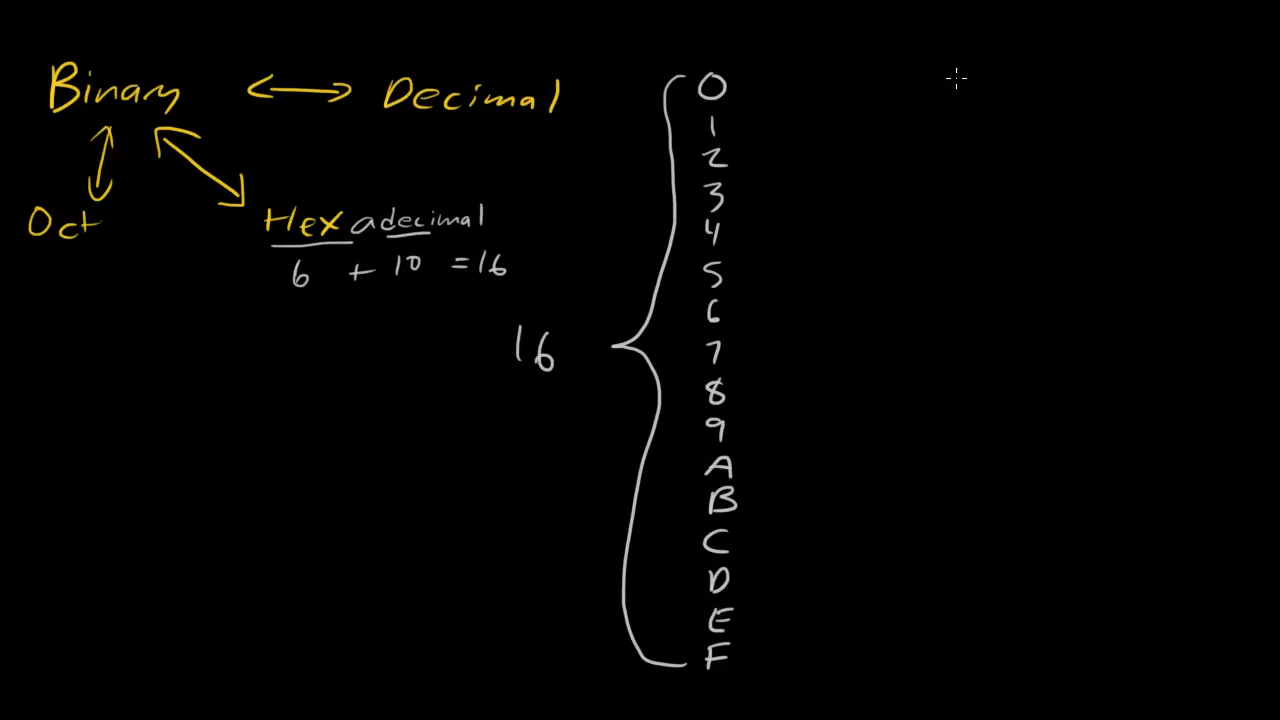 Binary ⟷ Decimal
Oct
Hexadecimal
6 + 10 = 16
16
0
1
2
3
4
5
6
7
8
9
A
B
C
D
E
F